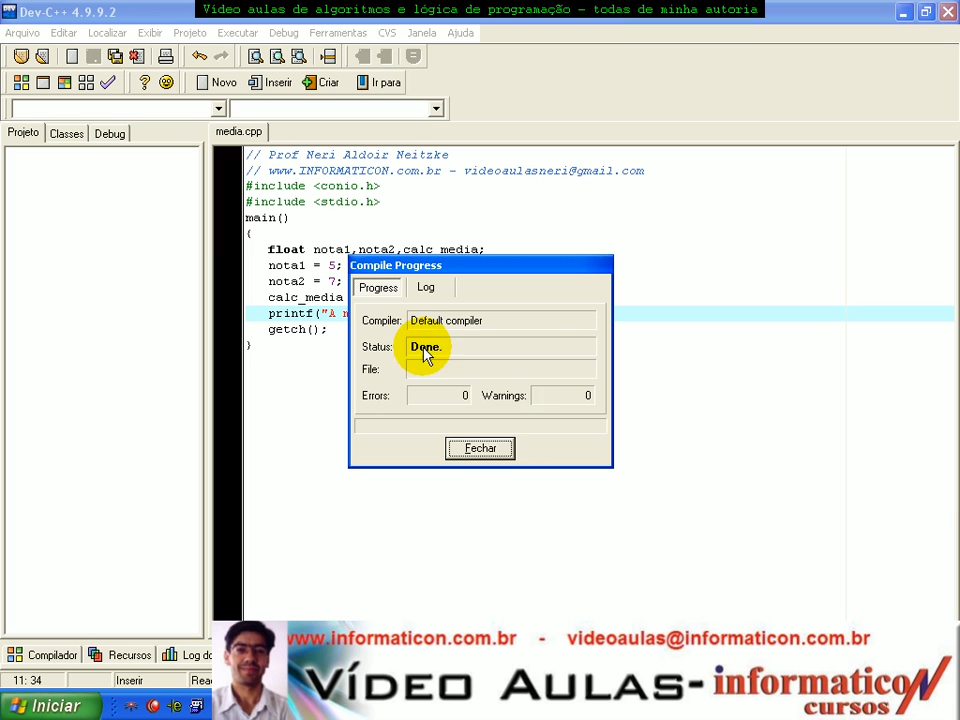 Vídeo aulas de algoritmos e lógica de programação - todas de minha autoria
Dev-C++ 4.9.9.2
Arquivo Editar Localizar Exibir Projeto Executar Debug Ferramentas CVS Janela Ajuda
Novo Inserir Criar Ir para
Projeto Classes Debug
media.cpp
// Prof Neri Aldoir Neitzke
// www.INFORMATICON.com.br - videoaulasneri@gmail.com
#include <conio.h>
#include <stdio.h>
main()
{
float nota1,nota2,calc_media;
nota1 = 5;
nota2 = 7;
calc_media
printf("A
getch();
}
Compile Progress
Progress Log
Compiler: Default compiler
Status: Done.
File:
Errors: 0 Warnings: 0
Fechar
www.informaticon.com.br - videoaulas@informaticon.com.br
Vídeo Aulas- informaticon
cursos
Compilador Recursos Log do
11: 34 Inserir
Iniciar